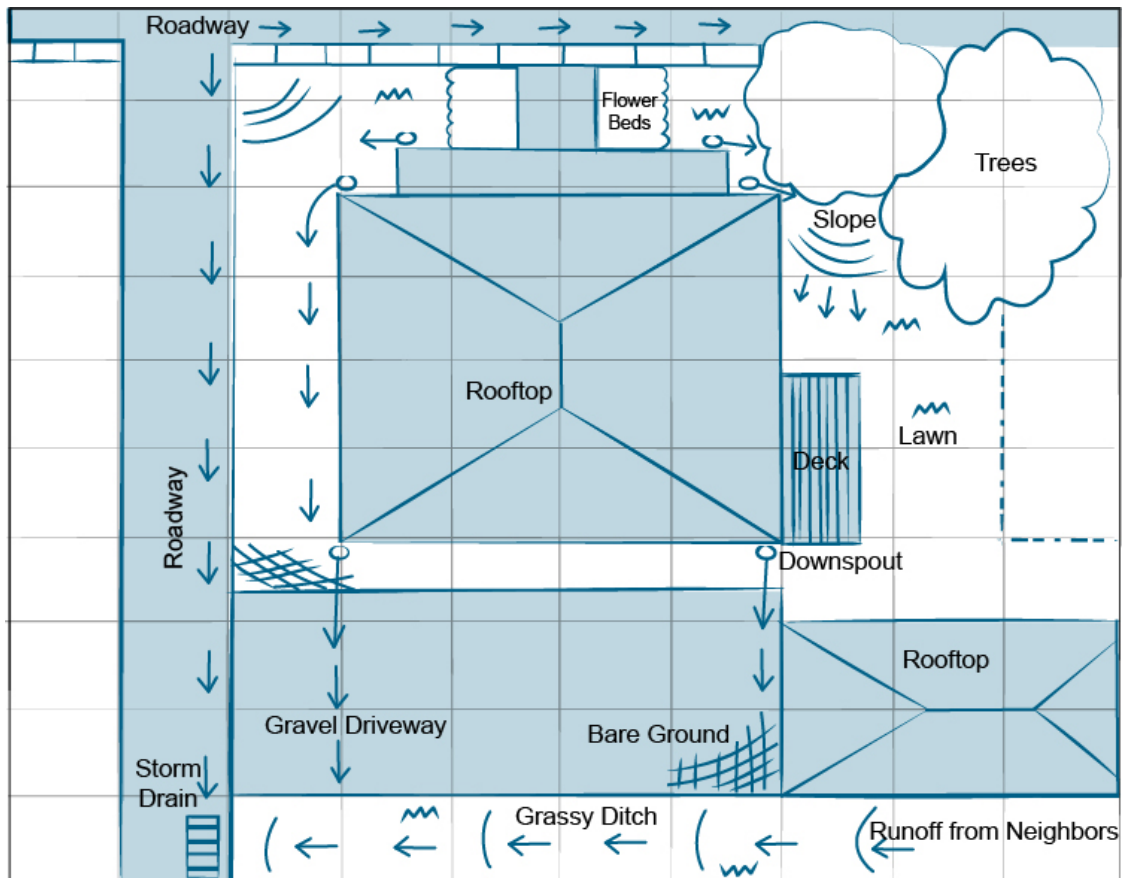 Roadway
Flower
Beds
Trees
Slope
Rooftop
Lawn
Deck
Roadway
Downspout
Rooftop
Gravel Driveway
Bare Ground
Storm
Drain
Grassy Ditch
Runoff from Neighbors